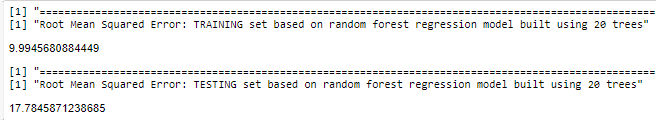 [1] "==========================================================================================================
[1] "Root Mean Squared Error: TRAINING set based on random forest regression model built using 20 trees"
9.9945680884449
[1] "==========================================================================================================
[1] "Root Mean Squared Error: TESTING set based on random forest regression model built using 20 trees"
17.7845871238685